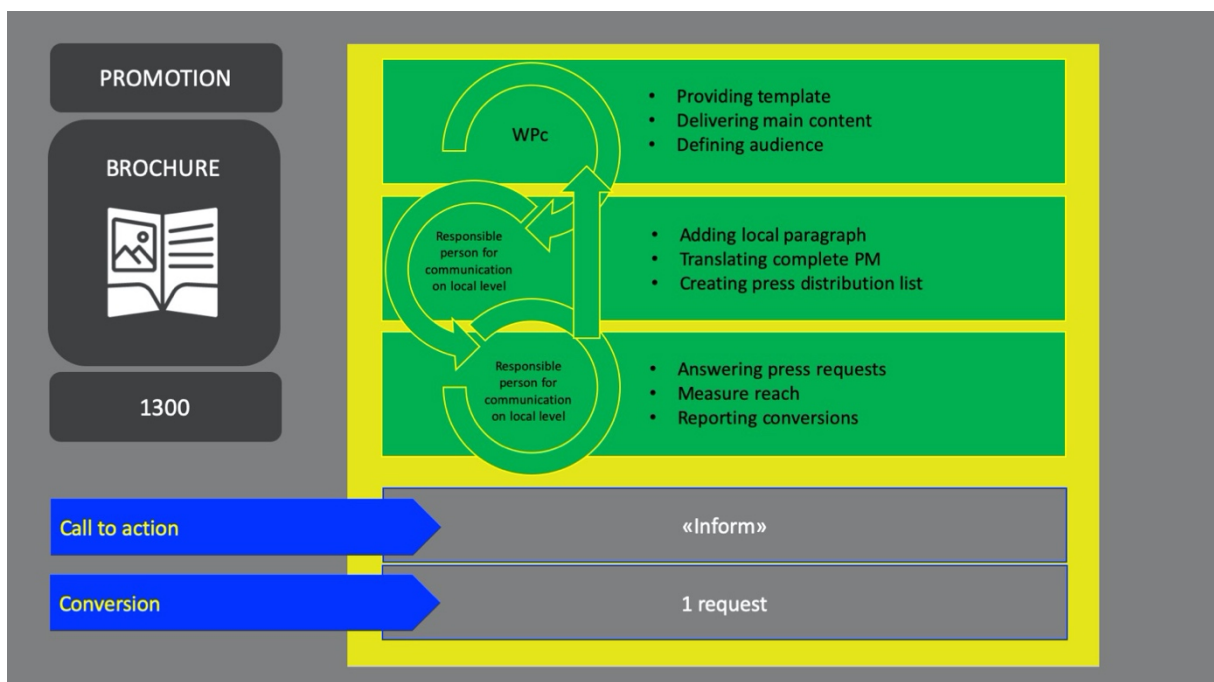 PROMOTION
BROCHURE
1300
WPc
• Providing template
• Delivering main content
• Defining audience
Responsible
person for
communication
on local level
• Adding local paragraph
• Translating complete PM
• Creating press distribution list
Responsible
person for
communication
on local level
• Answering press requests
• Measure reach
• Reporting conversions
Call to action
«Inform»
Conversion
1 request